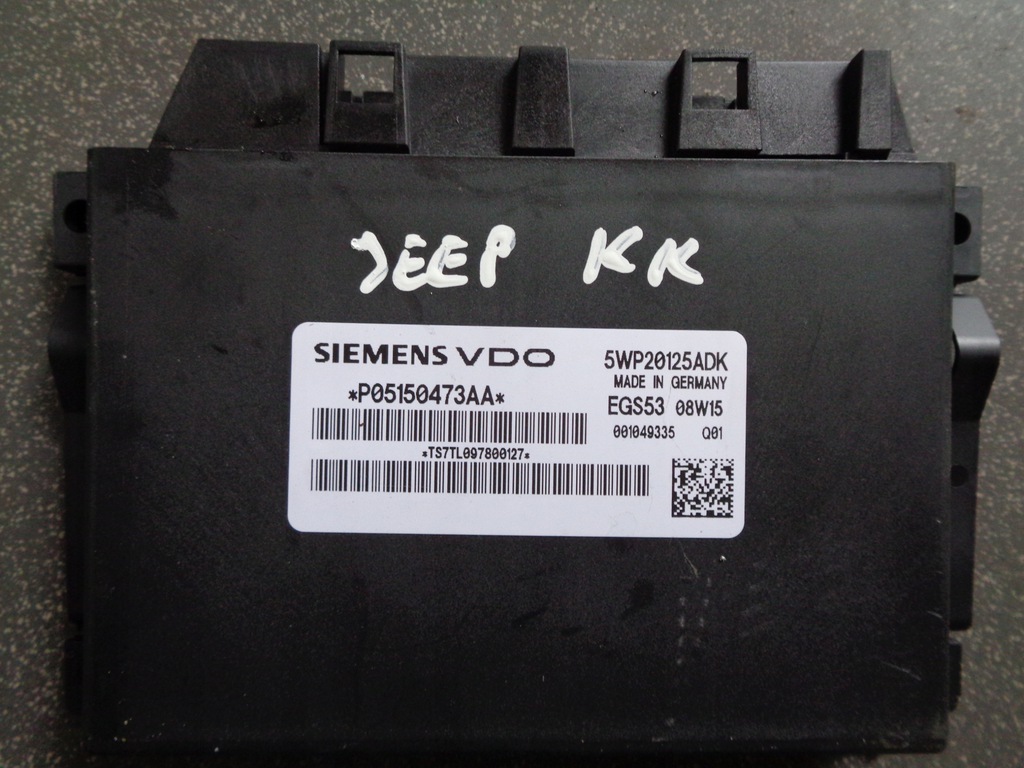 JEEP KK
SIEMENS VDO 5WP20125ADK
MADE IN GERMANY
*P05150473AA* EGS53 08W15
001049335 Q01
*TS7TL097800127*